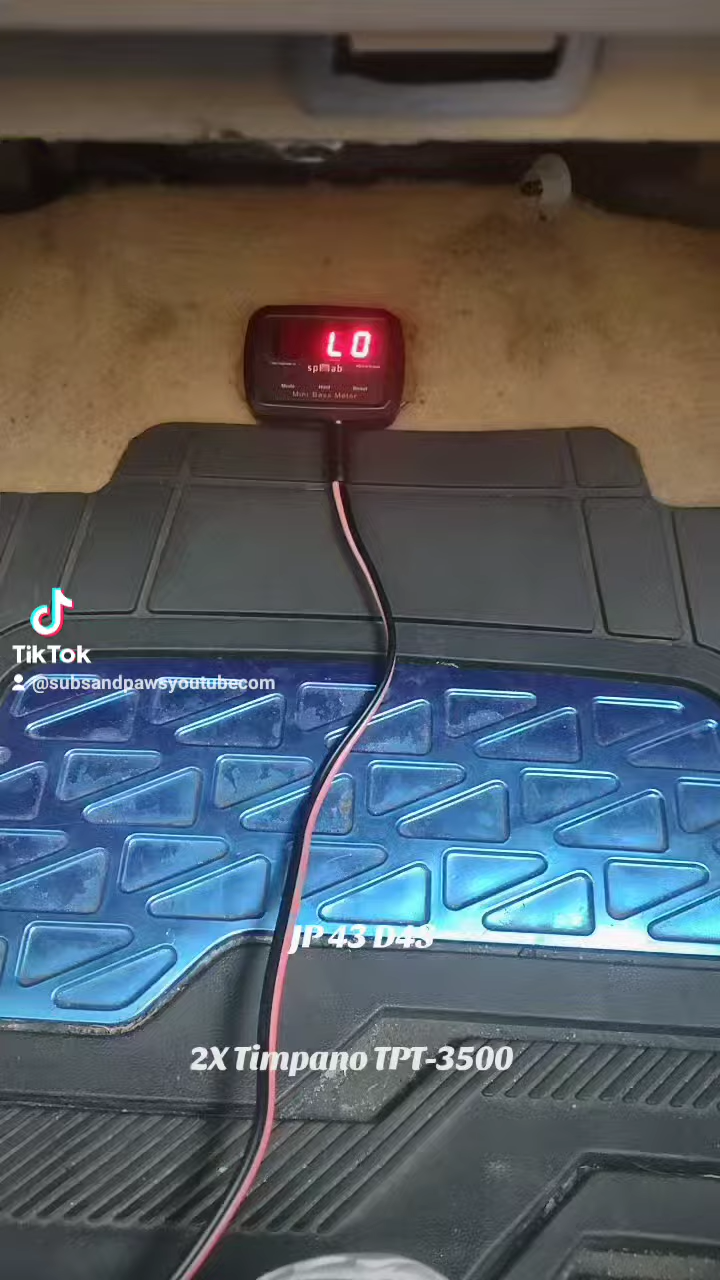 LO
spl lab
Mode Hold Reset
Mini Bass Meter
TikTok
@subsandpawsyoutubecom
JP 43 D4S
2X Timpano TPT-3500